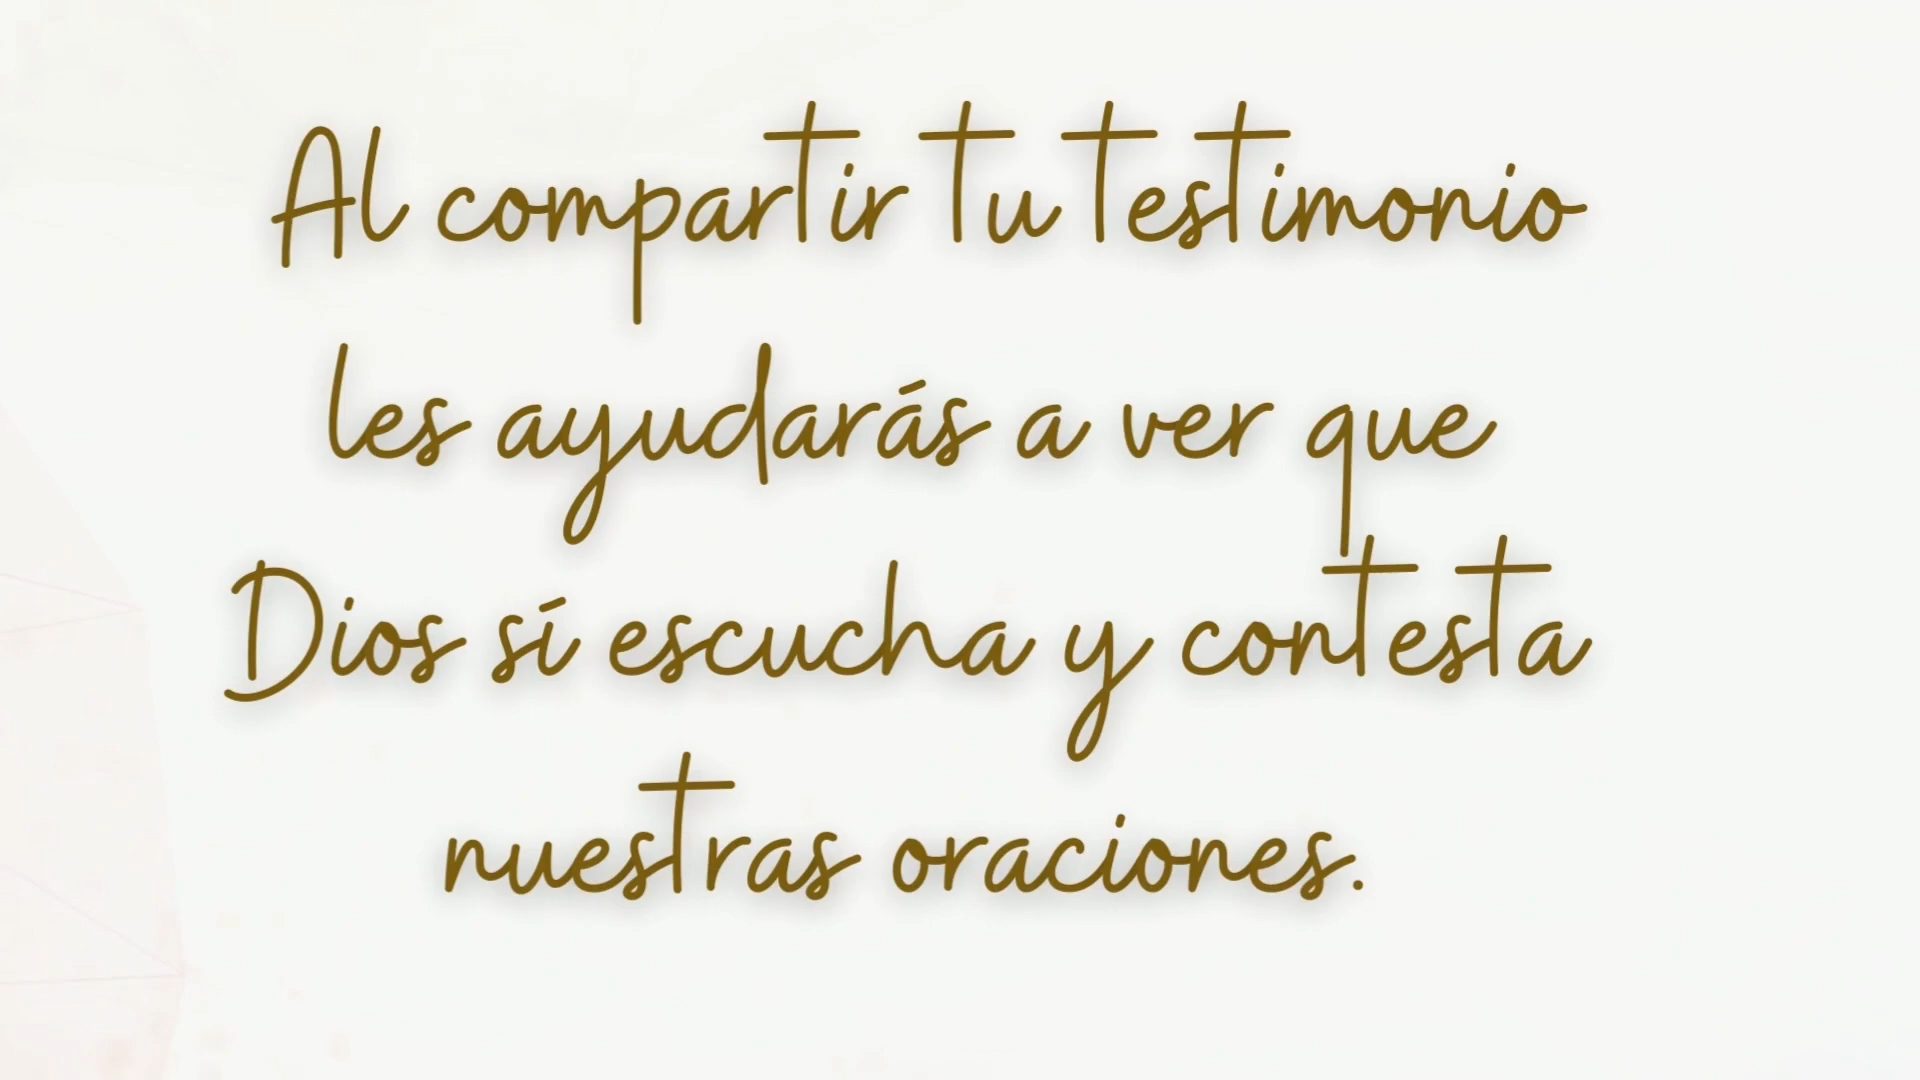 Al compartir tu testimonio
les ayudarás a ver que
Dios sí escucha y contesta
nuestras oraciones.